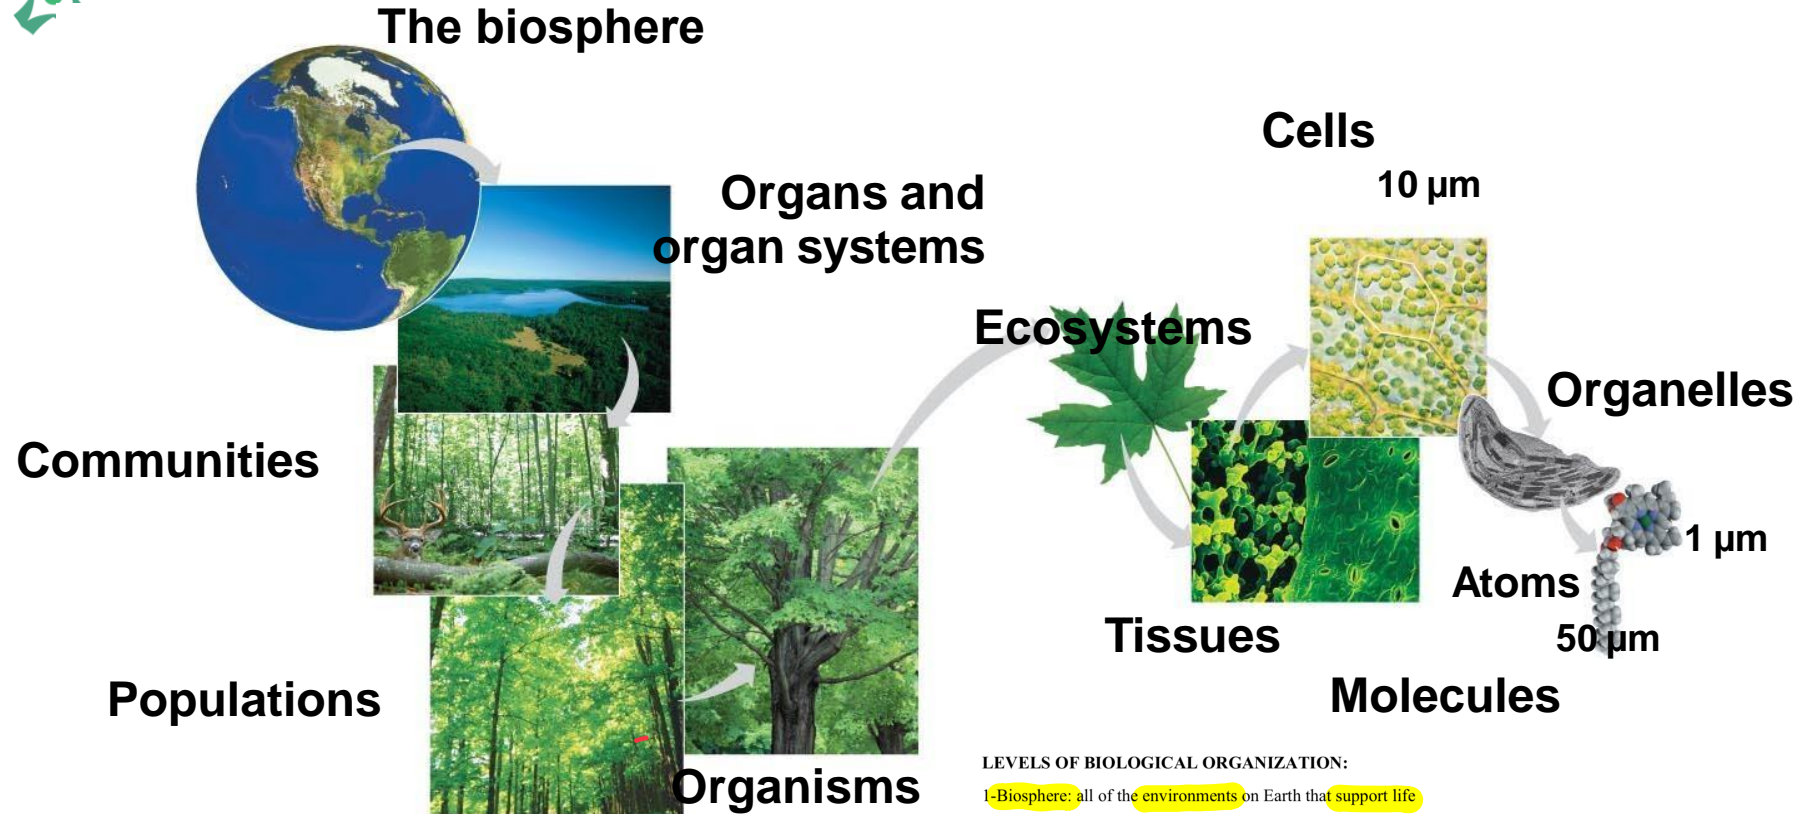 The biosphere
Cells
10 µm
Organs and
organ systems
Ecosystems
Organelles
Communities
1 µm
Atoms
Tissues
50 µm
Molecules
Populations
Organisms
LEVELS OF BIOLOGICAL ORGANIZATION:
1-Biosphere: all of the environments on Earth that support life